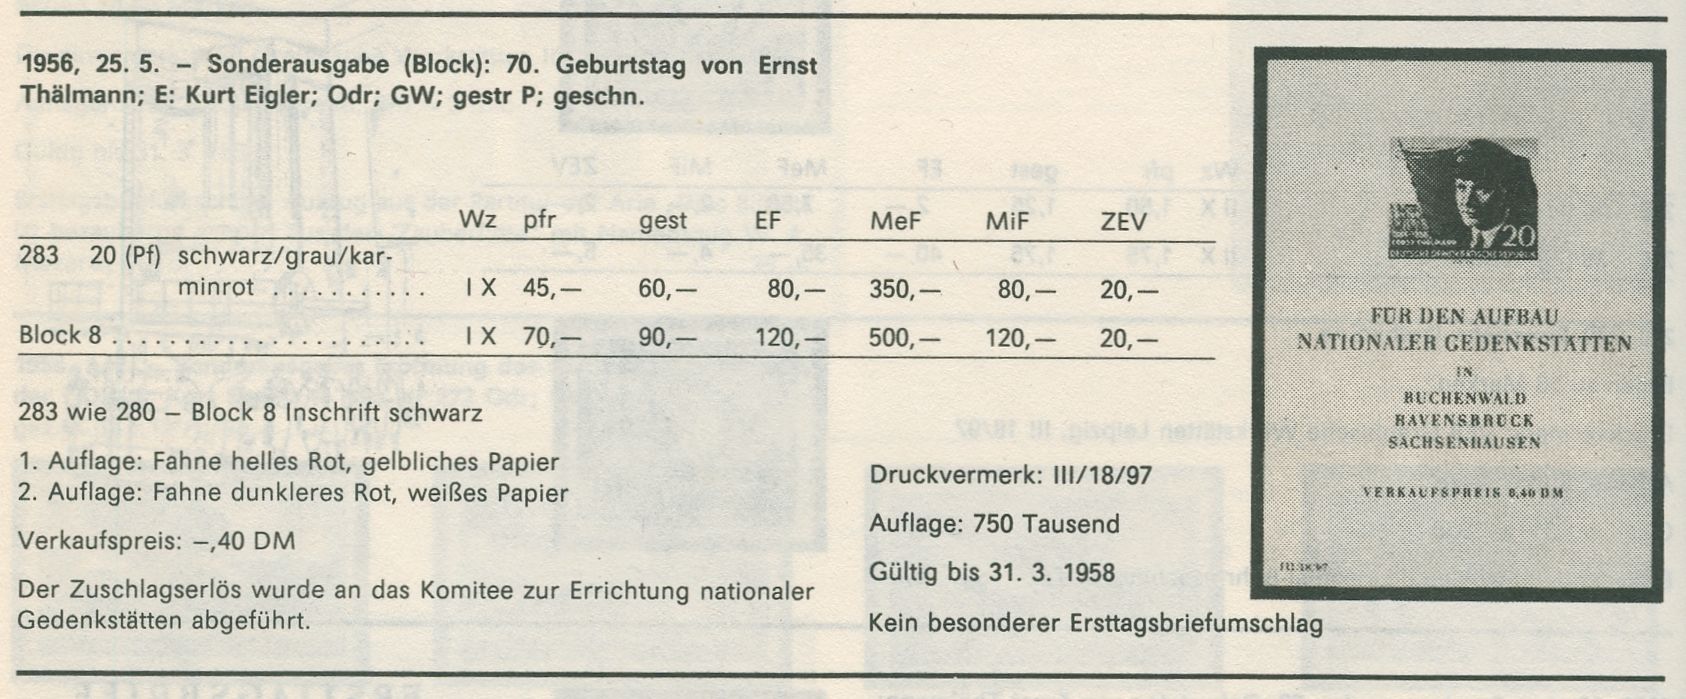 1956, 25. 5. – Sonderausgabe (Block): 70. Geburtstag von Ernst
Thälmann; E: Kurt Eigler; Odr; GW; gestr P; geschn.
Wz pfr gest EF MeF MiF ZEV
283 20 (Pf) schwarz/grau/kar-
minrot . . . . . . . . . . . I X 45,— 60,— 80,— 350,— 80,— 20,—
Block 8 . . . . . . . . . . . . . . . . . . . . . I X 70,— 90,— 120,— 500,— 120,— 20,—
283 wie 280 – Block 8 Inschrift schwarz
1. Auflage: Fahne helles Rot, gelbliches Papier
2. Auflage: Fahne dunkleres Rot, weißes Papier
Verkaufspreis: –,40 DM
Der Zuschlagserlös wurde an das Komitee zur Errichtung nationaler
Gedenkstätten abgeführt.
Druckvermerk: III/18/97
Auflage: 750 Tausend
Gültig bis 31. 3. 1958
Kein besonderer Ersttagsbriefumschlag
20
FÜR DEN AUFBAU
NATIONALER GEDENKSTÄTTEN
IN
BUCHENWALD
RAVENSBRÜCK
SACHSENHAUSEN
VERKAUFSPREIS 0,40 DM
III/18/97